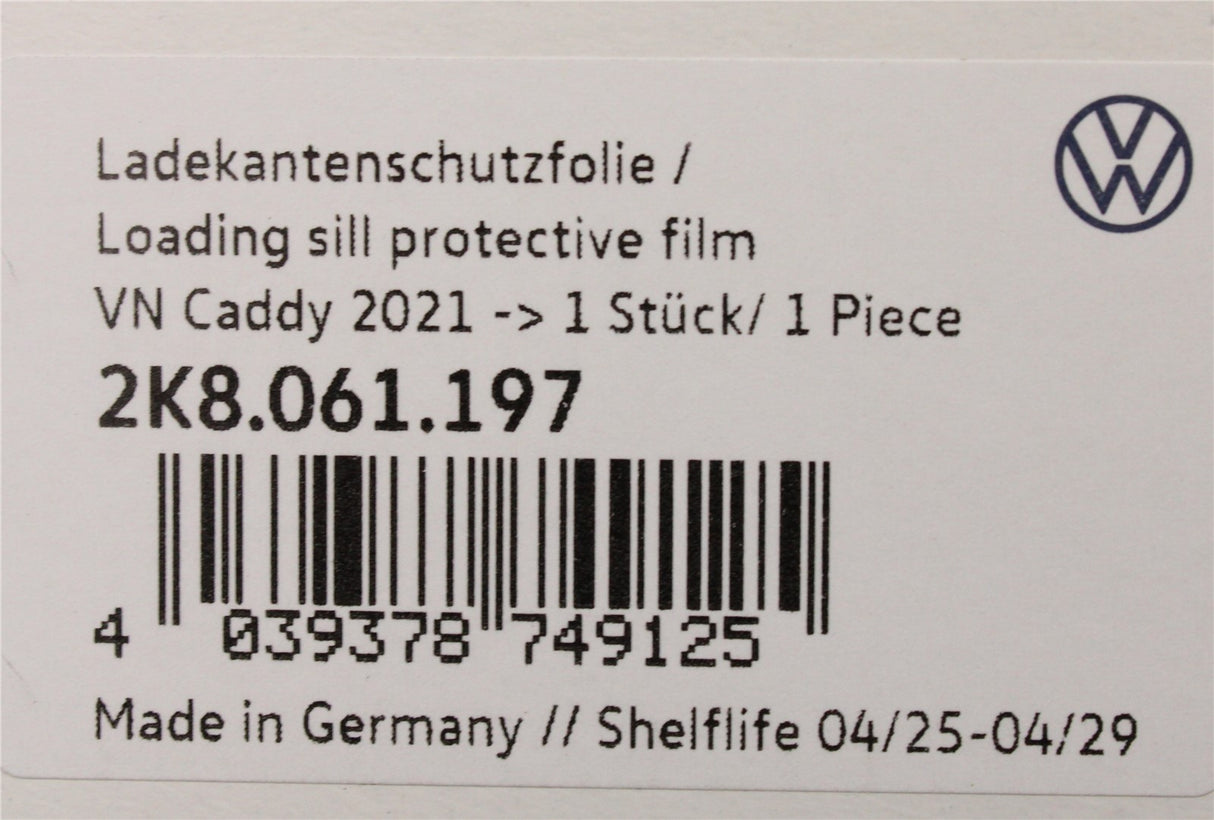 Ladekantenschutzfolie /
Loading sill protective film
VN Caddy 2021 -> 1 Stück/ 1 Piece
2K8.061.197
4 039378 749125
Made in Germany // Shelflife 04/25-04/29